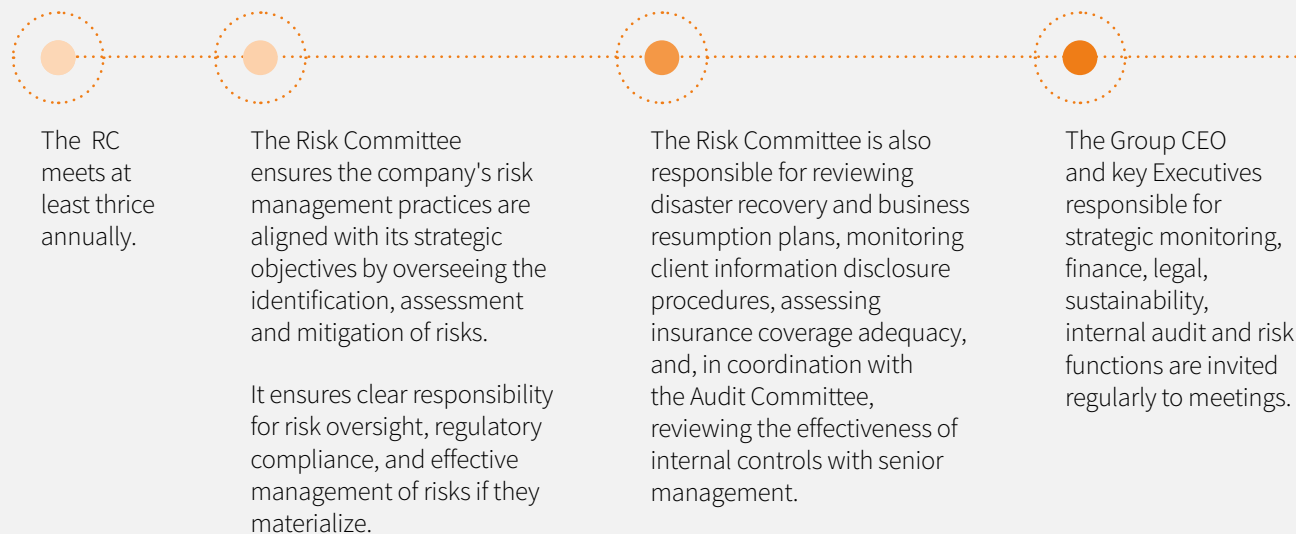 The RC
meets at
least thrice
annually.
The Risk Committee
ensures the company's risk
management practices are
aligned with its strategic
objectives by overseeing the
identification, assessment
and mitigation of risks.
It ensures clear responsibility
for risk oversight, regulatory
compliance, and effective
management of risks if they
materialize.
The Risk Committee is also
responsible for reviewing
disaster recovery and business
resumption plans, monitoring
client information disclosure
procedures, assessing
insurance coverage adequacy,
and, in coordination with
the Audit Committee,
reviewing the effectiveness of
internal controls with senior
management.
The Group CEO
and key Executives
responsible for
strategic monitoring,
finance, legal,
sustainability,
internal audit and risk
functions are invited
regularly to meetings.